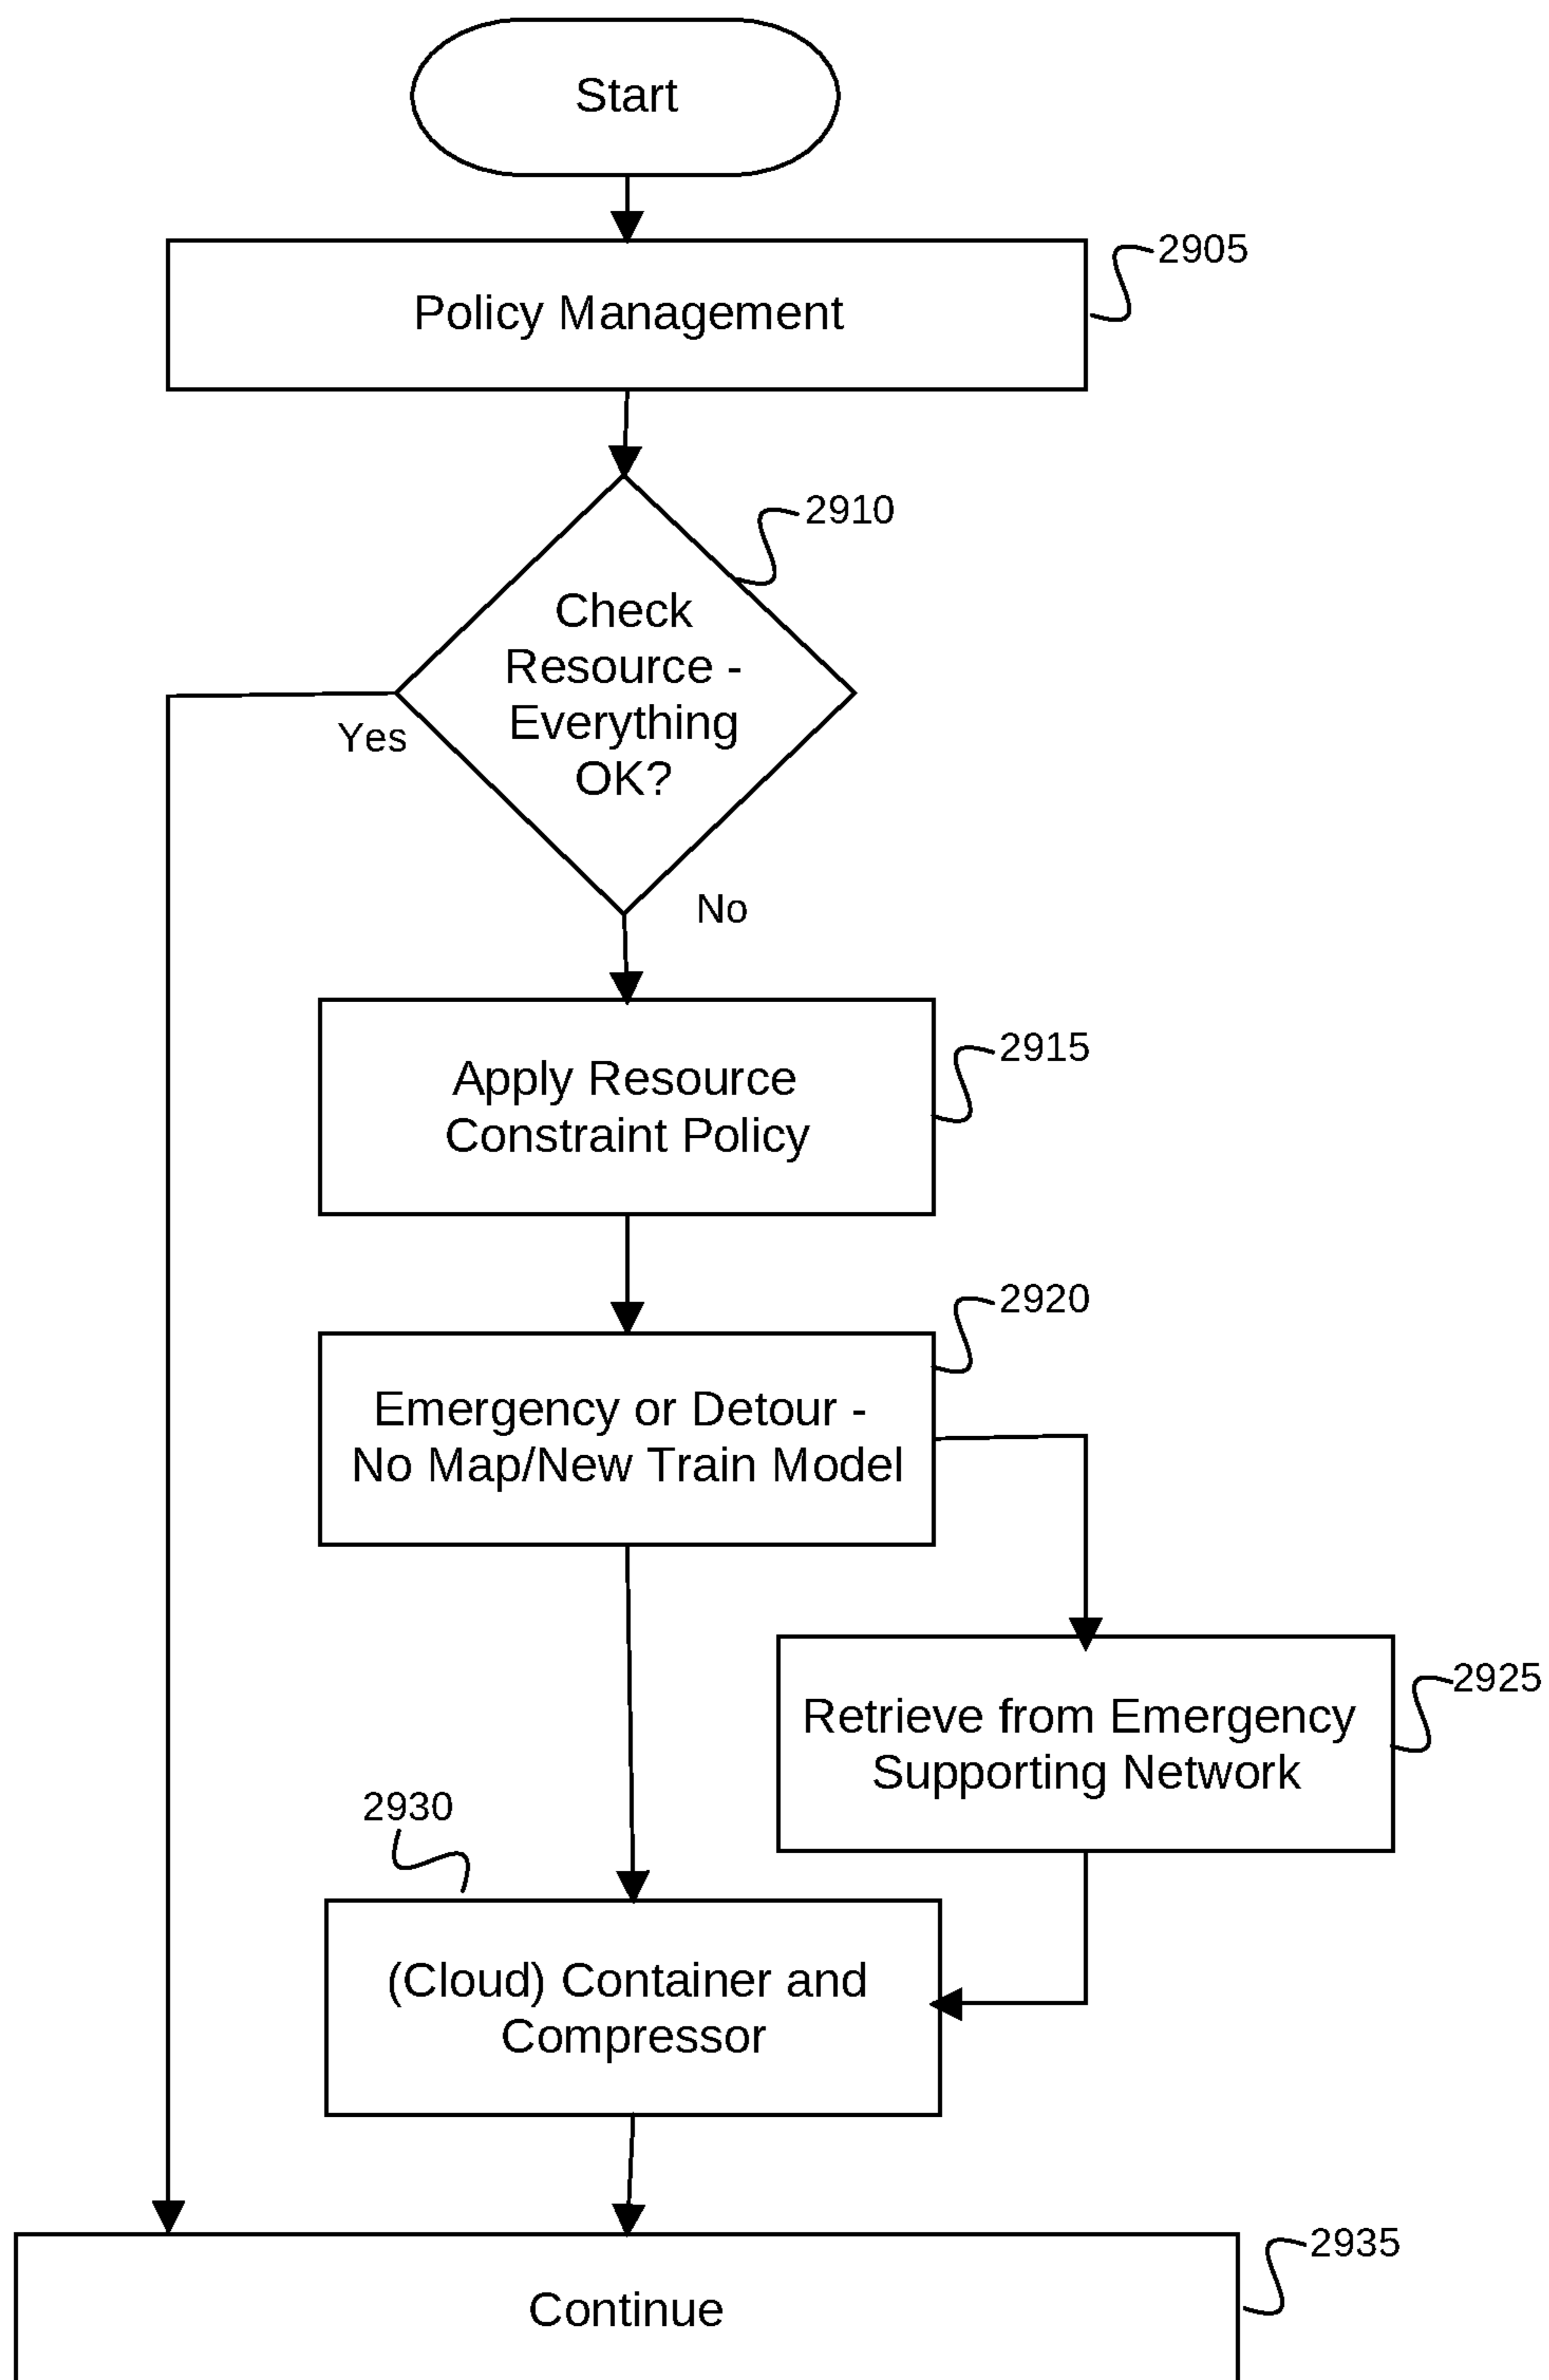 Start
2905
Policy Management
2910
Check
Resource -
Everything
OK?
Yes
No
2915
Apply Resource
Constraint Policy
2920
Emergency or Detour -
No Map/New Train Model
2925
Retrieve from Emergency
Supporting Network
2930
(Cloud) Container and
Compressor
2935
Continue